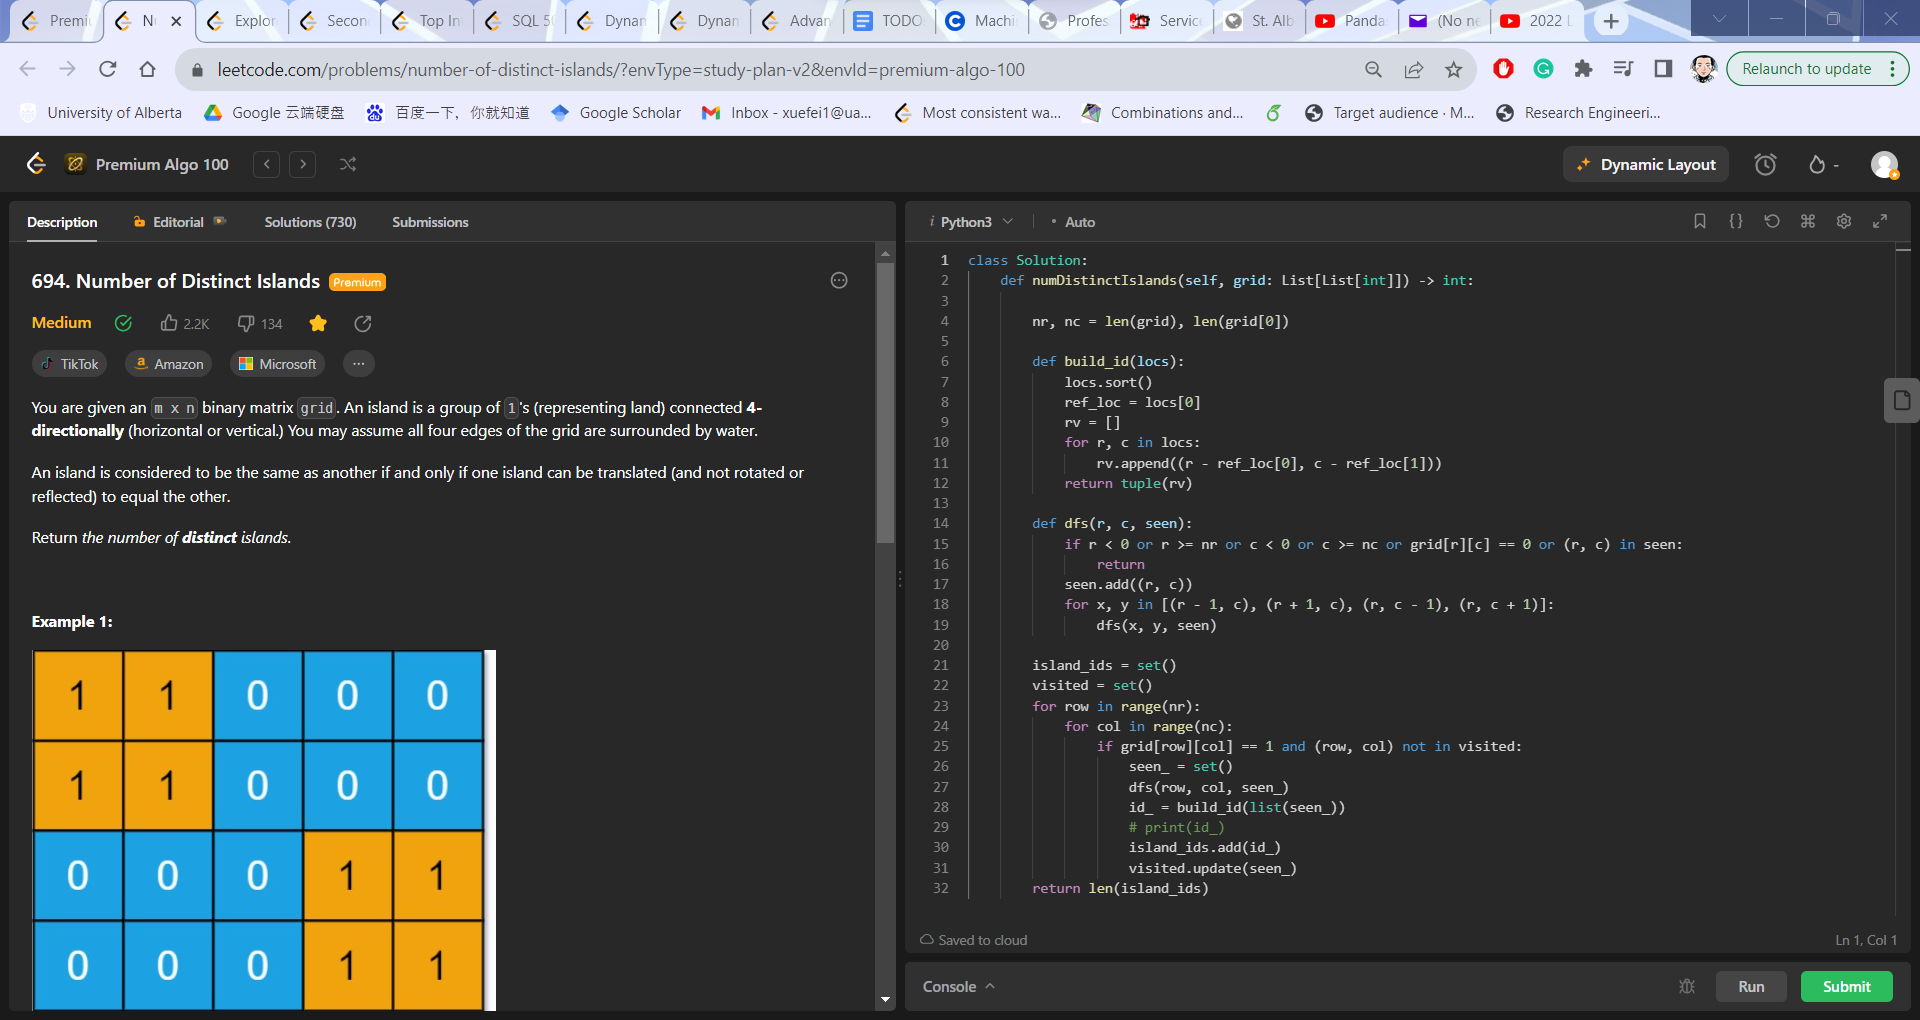 Premi
N
Explor
Secon
Top In
SQL 50
Dynan
Dynan
Advan
TODO
Machi
Profes
Service
St. Alb
Panda
(No ne
2022 L
leetcode.com/problems/number-of-distinct-islands/?envType=study-plan-v2&envId=premium-algo-100
Relaunch to update
University of Alberta
Google 云端硬盘
百度一下，你就知道
Google Scholar
Inbox - xuefei1@ua...
Most consistent wa...
Combinations and...
Target audience · M...
Research Engineeri...
Premium Algo 100
Dynamic Layout
-
Description
Editorial
Solutions (730)
Submissions
694. Number of Distinct Islands
Premium
Medium
2.2K
134
TikTok
Amazon
Microsoft
...
You are given an m x n binary matrix grid. An island is a group of 1's (representing land) connected 4-
directionally (horizontal or vertical.) You may assume all four edges of the grid are surrounded by water.
An island is considered to be the same as another if and only if one island can be translated (and not rotated or
reflected) to equal the other.
Return the number of distinct islands.
Example 1:
1 1 0 0 0
1 1 0 0 0
0 0 0 1 1
0 0 0 1 1
i Python3
• Auto
1 class Solution:
2 def numDistinctIslands(self, grid: List[List[int]]) -> int:
3
4 nr, nc = len(grid), len(grid[0])
5
6 def build_id(locs):
7 locs.sort()
8 ref_loc = locs[0]
9 rv = []
10 for r, c in locs:
11 rv.append((r - ref_loc[0], c - ref_loc[1]))
12 return tuple(rv)
13
14 def dfs(r, c, seen):
15 if r < 0 or r >= nr or c < 0 or c >= nc or grid[r][c] == 0 or (r, c) in seen:
16 return
17 seen.add((r, c))
18 for x, y in [(r - 1, c), (r + 1, c), (r, c - 1), (r, c + 1)]:
19 dfs(x, y, seen)
20
21 island_ids = set()
22 visited = set()
23 for row in range(nr):
24 for col in range(nc):
25 if grid[row][col] == 1 and (row, col) not in visited:
26 seen_ = set()
27 dfs(row, col, seen_)
28 id_ = build_id(list(seen_))
29 # print(id_)
30 island_ids.add(id_)
31 visited.update(seen_)
32 return len(island_ids)
Saved to cloud
Ln 1, Col 1
Console
Run
Submit